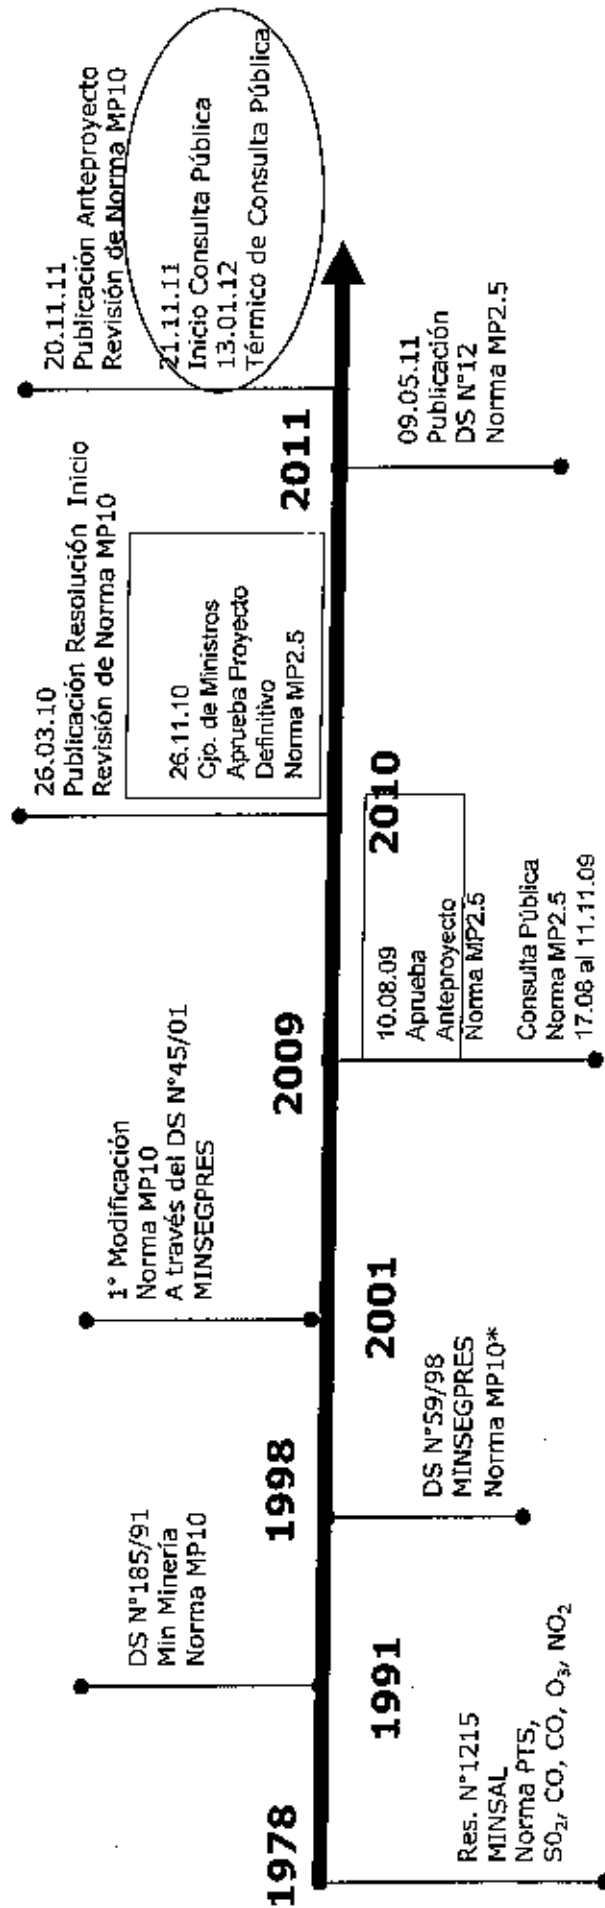 1978
Res. N°1215
MINSAL
Norma PTS,
SO₂, CO, CO, O₃, NO₂
DS N°185/91
Min Minería
Norma MP10
1991
1998
DS N°59/98
MINSEGPRES
Norma MP10*
1° Modificación
Norma MP10
A través del DS N°45/01
MINSEGPRES
2001
2009
10.08.09
Aprueba
Anteproyecto
Norma MP2.5
Consulta Pública
Norma MP2.5
17.08 al 11.11.09
26.03.10
Publicación Resolución Inicio
Revisión de Norma MP10
26.11.10
Cjo. de Ministros
Aprueba Proyecto
Definitivo
Norma MP2.5
2010
2011
09.05.11
Publicación
DS N°12
Norma MP2.5
20.11.11
Publicación Anteproyecto
Revisión de Norma MP10
21.11.11
Inicio Consulta Pública
13.01.12
Térmico de Consulta Pública